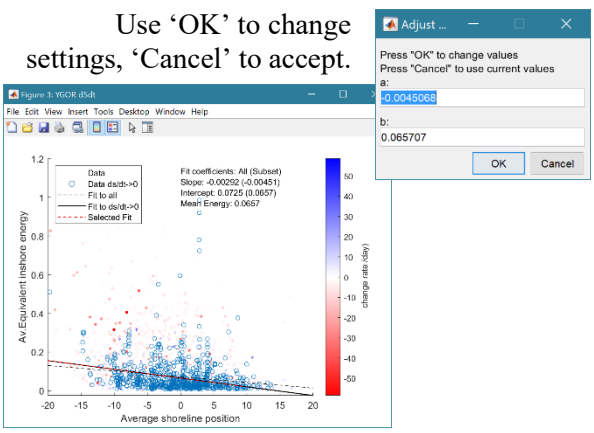 Use ‘OK’ to change
settings, ‘Cancel’ to accept.
Adjust ...
Press "OK" to change values
Press "Cancel" to use current values
a:
-0.0045068
b:
0.065707
OK Cancel
Figure 3: YGOR dSdt
File Edit View Insert Tools Desktop Window Help
Data
Data ds/dt->0
Fit to all
Fit to ds/dt->0
Selected Fit
Fit coefficients: All (Subset)
Slope: -0.00292 (-0.00451)
Intercept: 0.0725 (0.0657)
Mean Energy: 0.0657
1.2
1
0.8
0.6
0.4
0.2
0
Av.Equivalent inshore energy
-20 -15 -10 -5 0 5 10 15 20
Average shoreline position
50
40
30
20
10
0
-10
-20
-30
-40
-50
change rate /day)